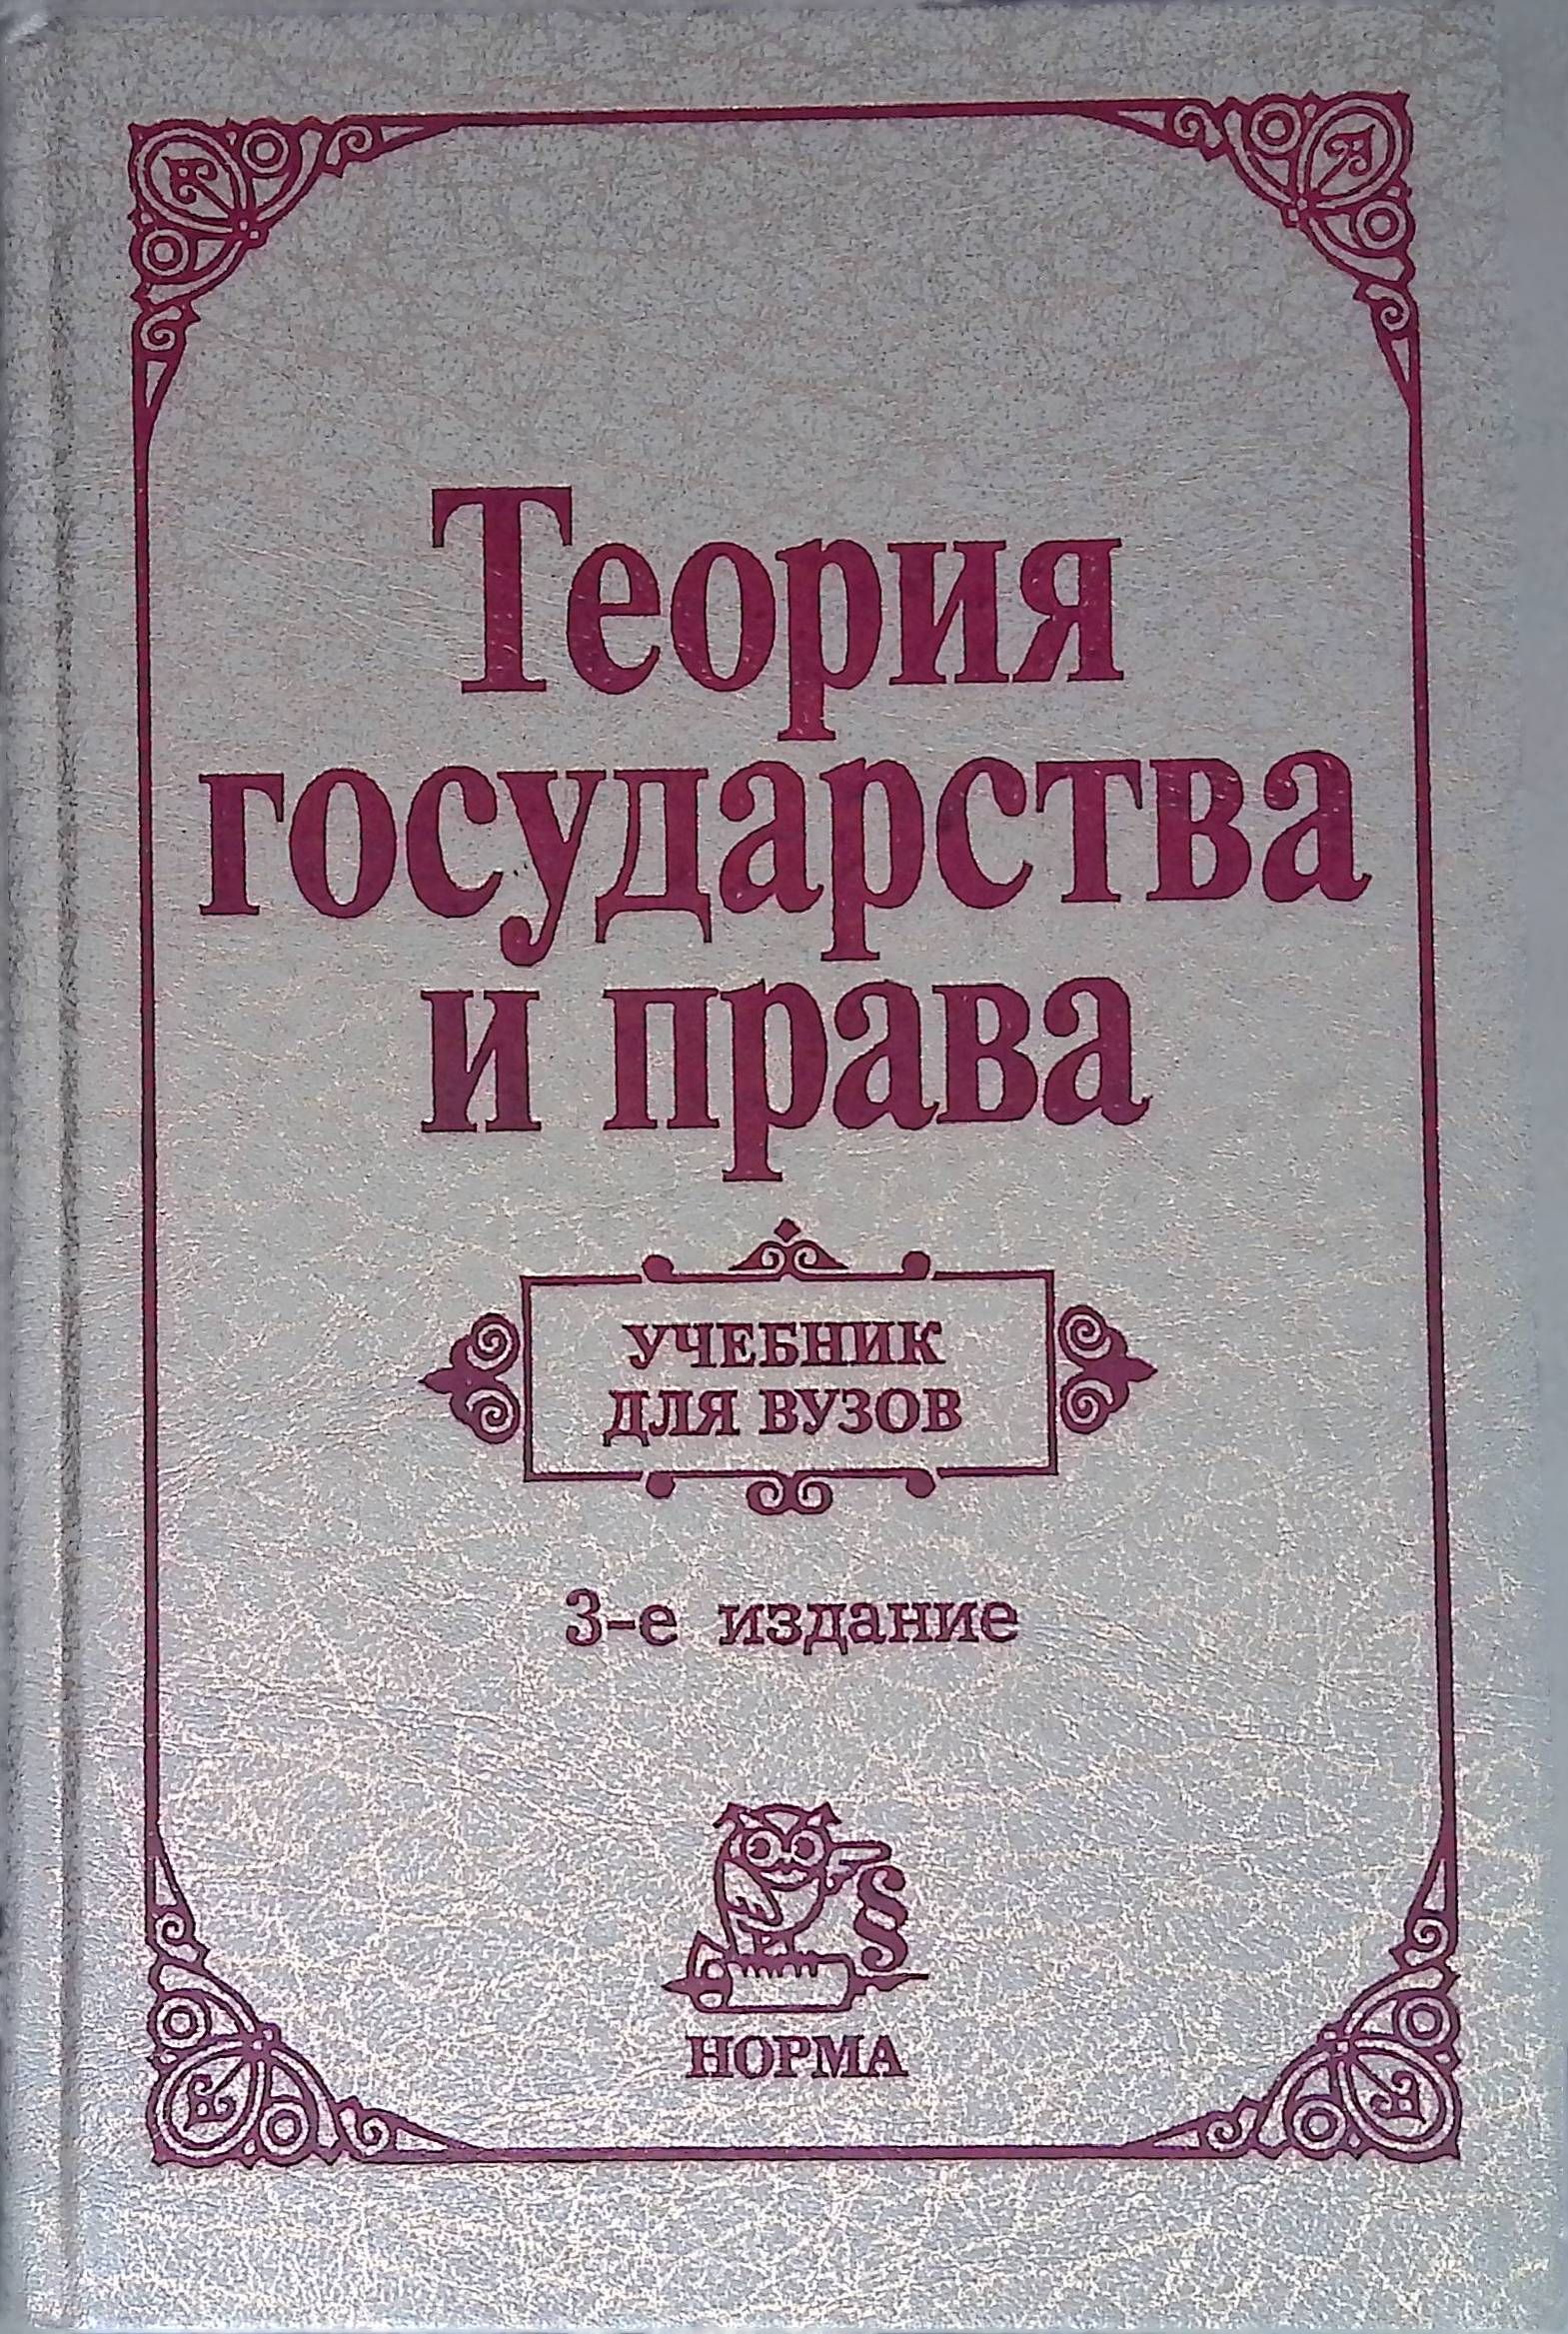 Теория
государства
и права
УЧЕБНИК
ДЛЯ ВУЗОВ
3-е издание
§
НОРМА